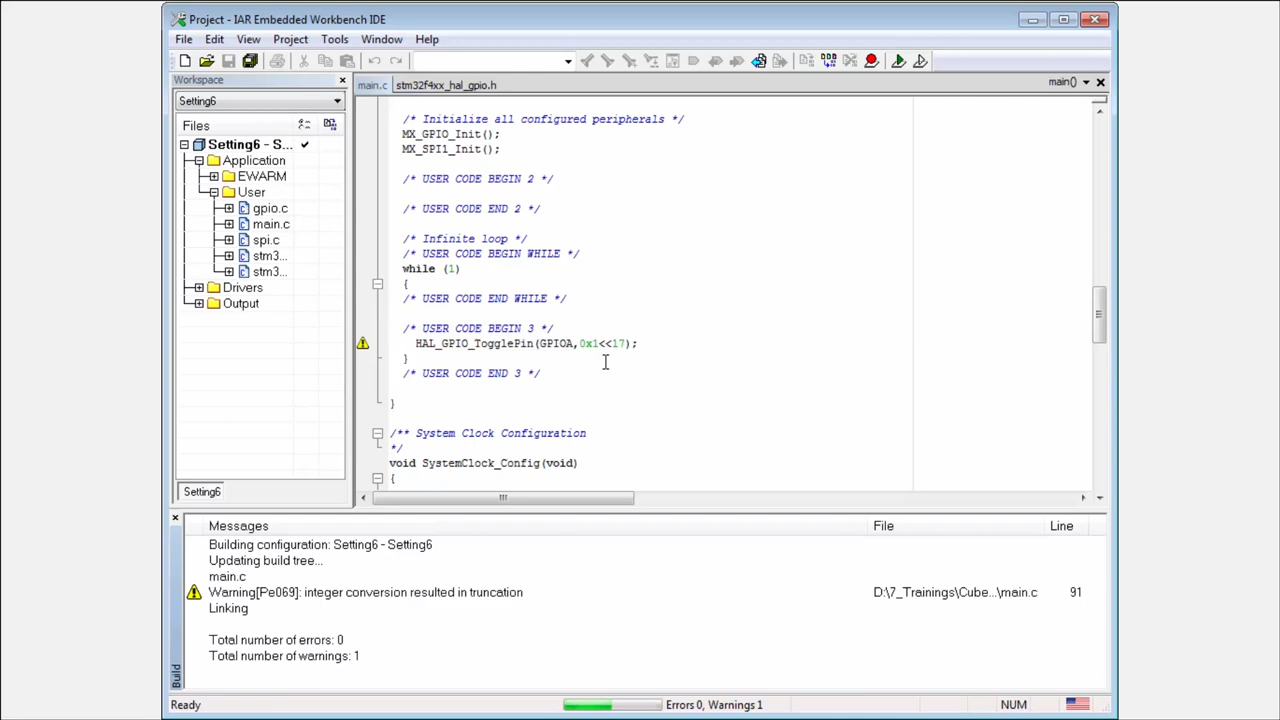 Project - IAR Embedded Workbench IDE
File Edit View Project Tools Window Help
Workspace
Setting6
Files
Setting6 - S...
Application
EWARM
User
gpio.c
main.c
spi.c
stm3...
stm3...
Drivers
Output
Setting6
main.c stm32f4xx_hal_gpio.h main()
/* Initialize all configured peripherals */
MX_GPIO_Init();
MX_SPI1_Init();
/* USER CODE BEGIN 2 */
/* USER CODE END 2 */
/* Infinite loop */
/* USER CODE BEGIN WHILE */
while (1)
{
/* USER CODE END WHILE */
/* USER CODE BEGIN 3 */
HAL_GPIO_TogglePin(GPIOA,0x1<<17);
}
/* USER CODE END 3 */
}
/** System Clock Configuration
*/
void SystemClock_Config(void)
{
Messages File Line
Building configuration: Setting6 - Setting6
Updating build tree...
main.c
Warning[Pe069]: integer conversion resulted in truncation D:\7_Trainings\Cube...\main.c 91
Linking
Total number of errors: 0
Total number of warnings: 1
Build
Ready Errors 0, Warnings 1 NUM